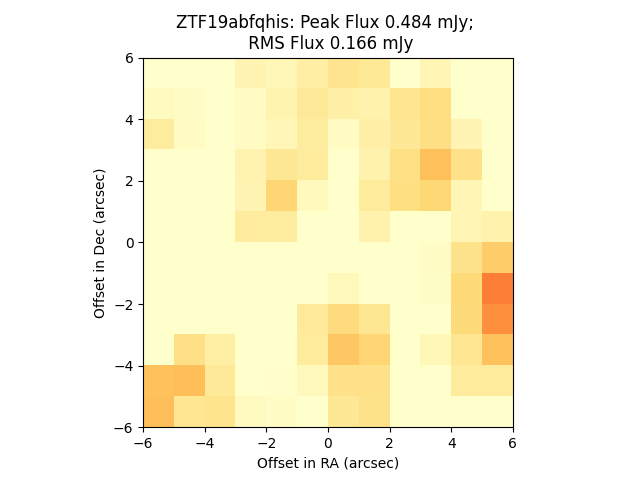 ZTF19abfqhis: Peak Flux 0.484 mJy;
RMS Flux 0.166 mJy
6
4
2
0
−2
−4
−6
Offset in Dec (arcsec)
−6 −4 −2 0 2 4 6
Offset in RA (arcsec)